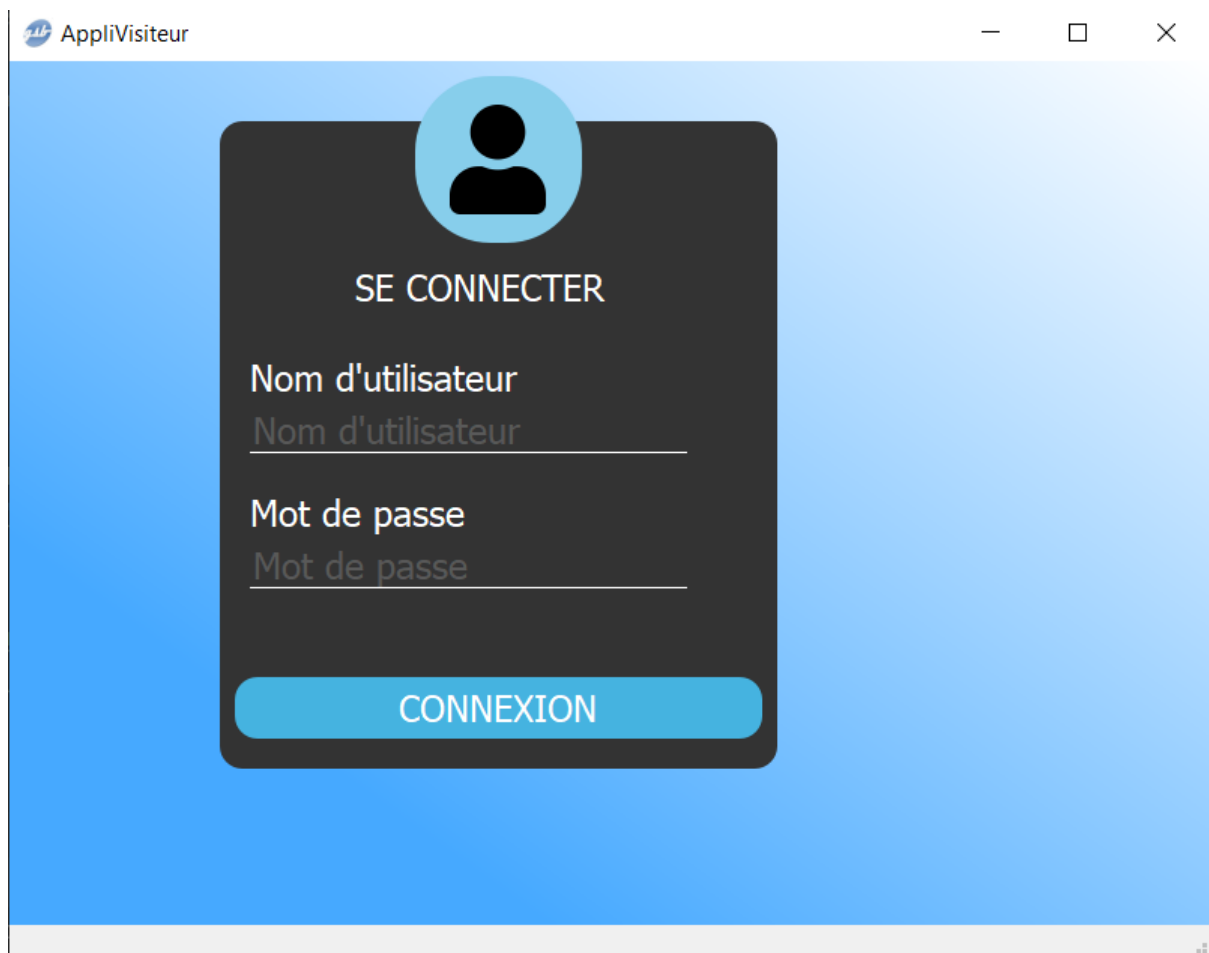 AppliVisiteur
SE CONNECTER
Nom d'utilisateur
Nom d'utilisateur
Mot de passe
Mot de passe
CONNEXION